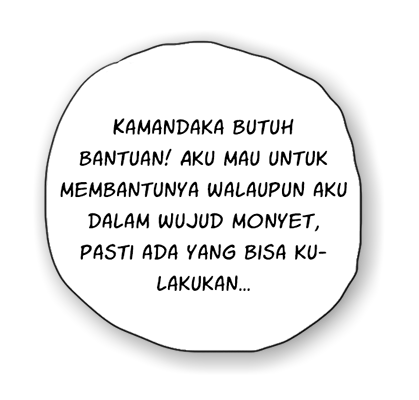 KAMANDAKA BUTUH
BANTUAN! AKU MAU UNTUK
MEMBANTUNYA WALAUPUN AKU
DALAM WUJUD MONYET,
PASTI ADA YANG BISA KU-
LAKUKAN...